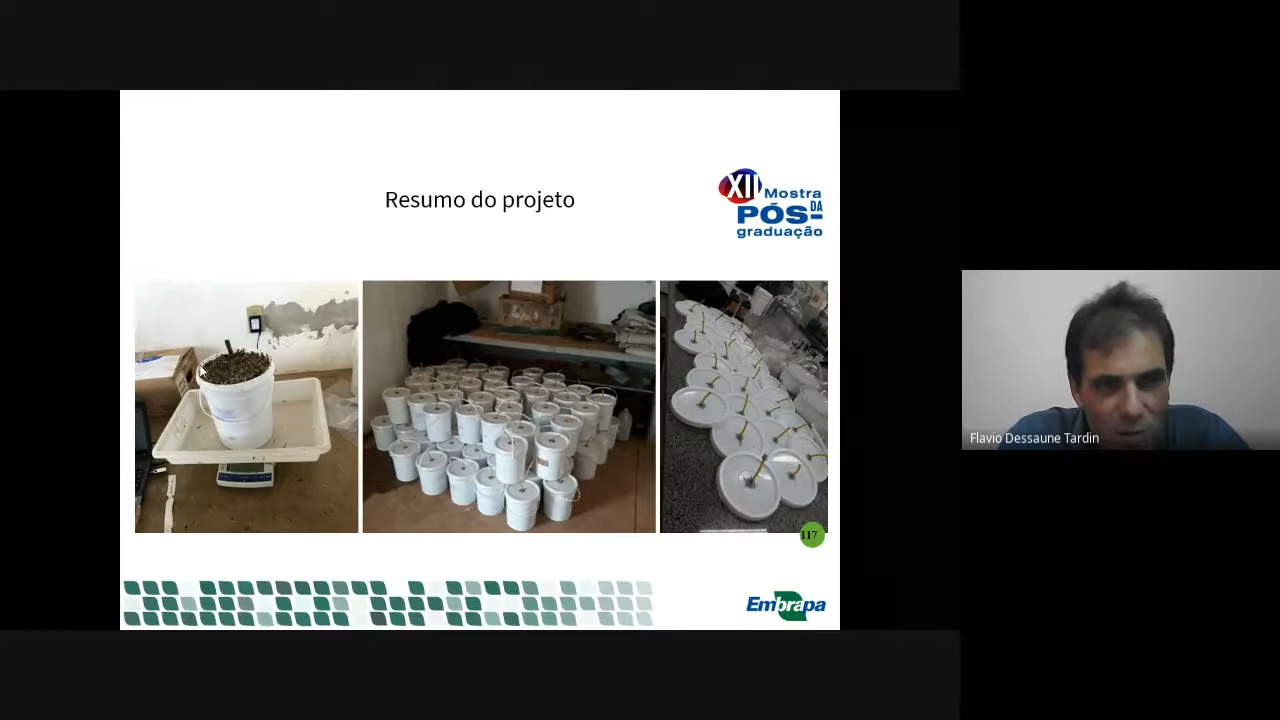 Resumo do projeto
XII Mostra
DA
PÓS-
graduação
117
Embrapa
Flavio Dessaune Tardin